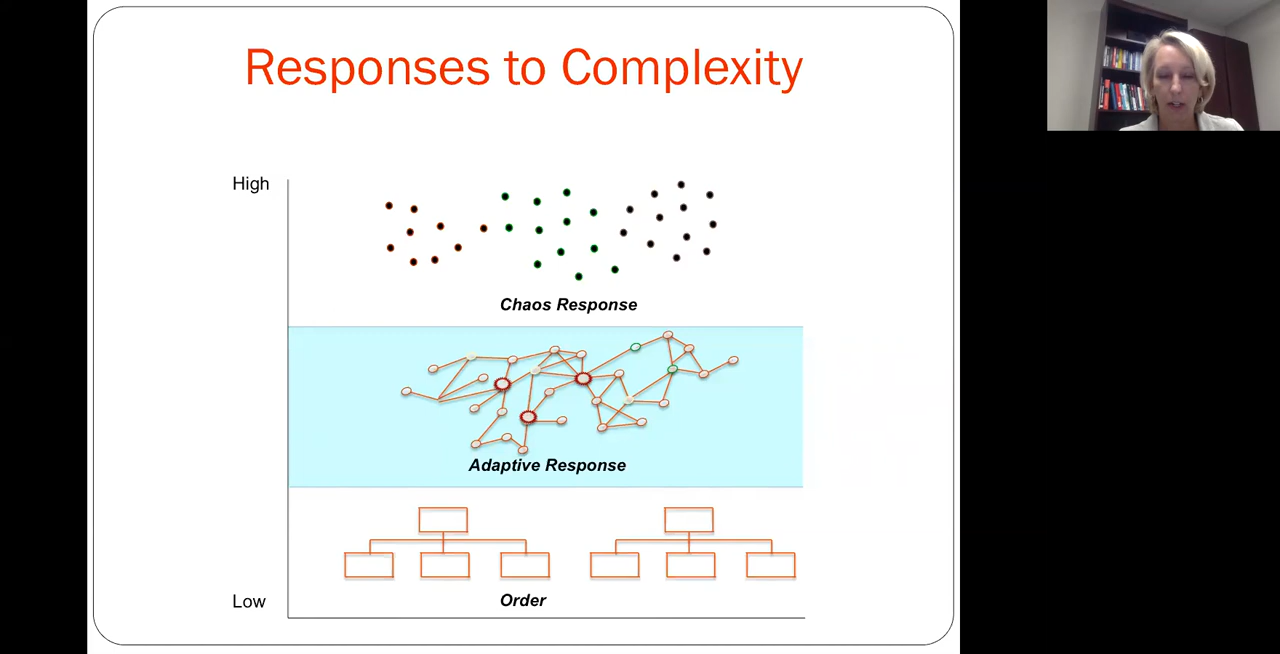 Responses to Complexity
High
Chaos Response
Adaptive Response
Order
Low